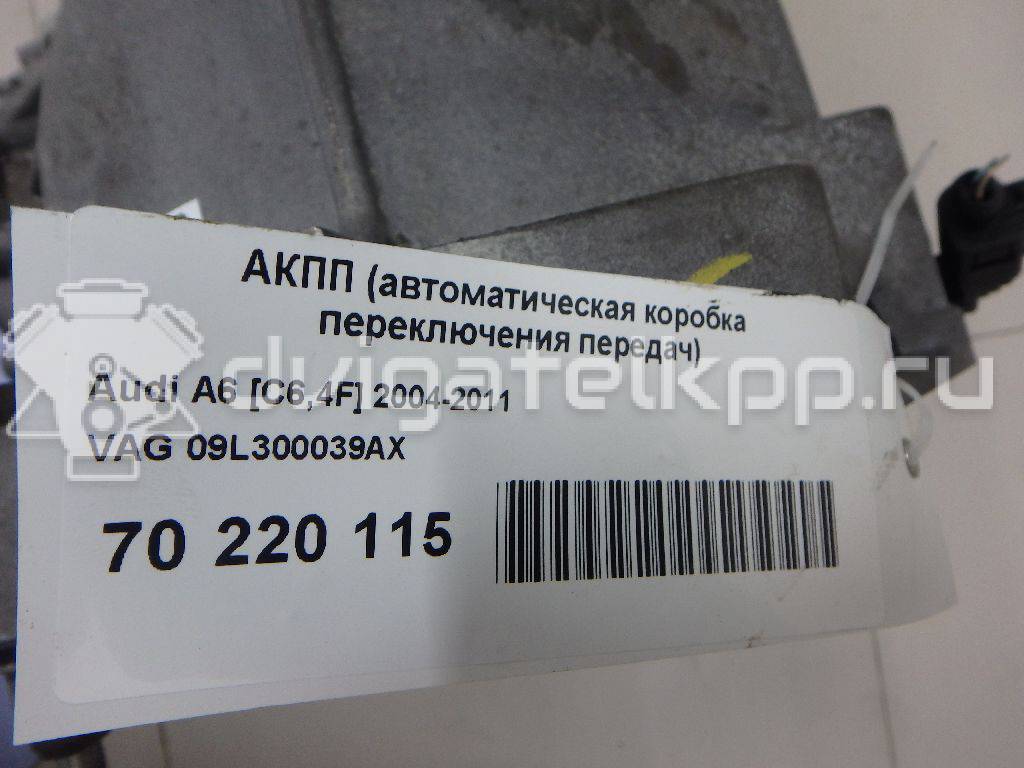 АКПП (автоматическая коробка
переключения передач)
dvigatelkpp.ru
Audi A6 [C6,4F] 2004-2011
VAG 09L300039AX
70 220 115